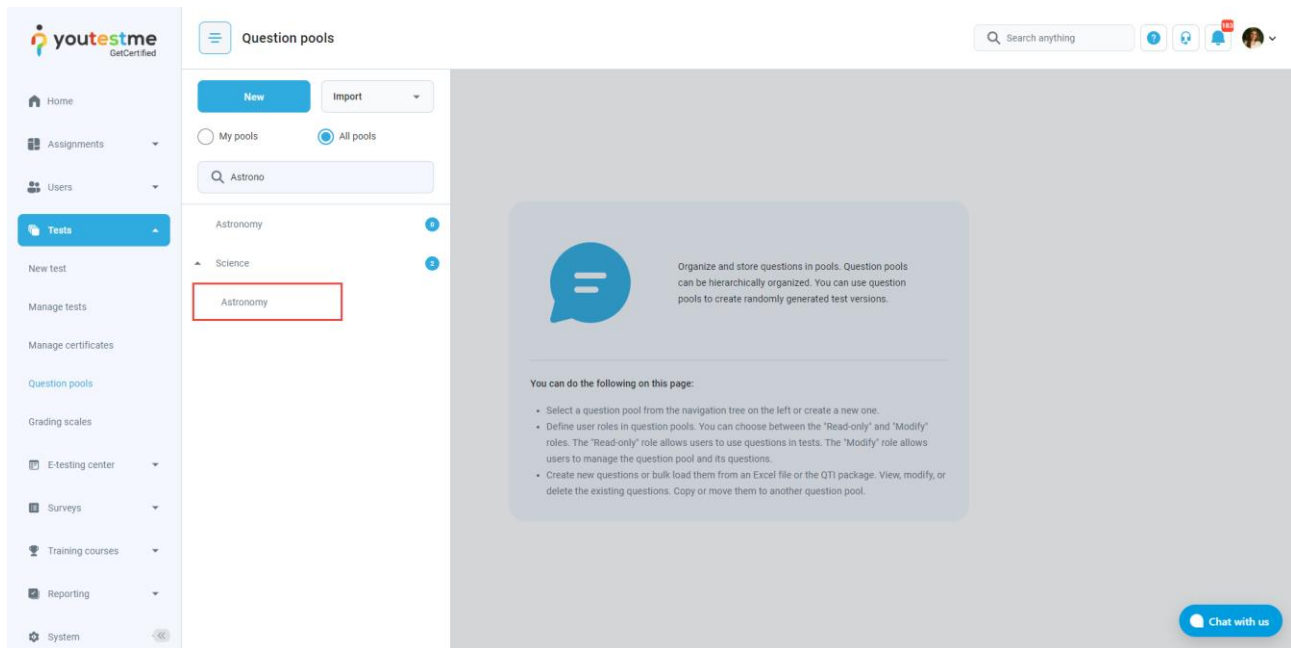 youtestme
GetCertified
Question pools
Search anything
?
183
Home
Assignments
Users
Tests
New test
Manage tests
Manage certificates
Question pools
Grading scales
E-testing center
Surveys
Training courses
Reporting
System
New
Import
My pools
All pools
Astrono
Astronomy
0
Science
2
Astronomy
Organize and store questions in pools. Question pools
can be hierarchically organized. You can use question
pools to create randomly generated test versions.
You can do the following on this page:
• Select a question pool from the navigation tree on the left or create a new one.
• Define user roles in question pools. You can choose between the "Read-only" and "Modify"
roles. The "Read-only" role allows users to use questions in tests. The "Modify" role allows
users to manage the question pool and its questions.
• Create new questions or bulk load them from an Excel file or the QTI package. View, modify, or
delete the existing questions. Copy or move them to another question pool.
Chat with us